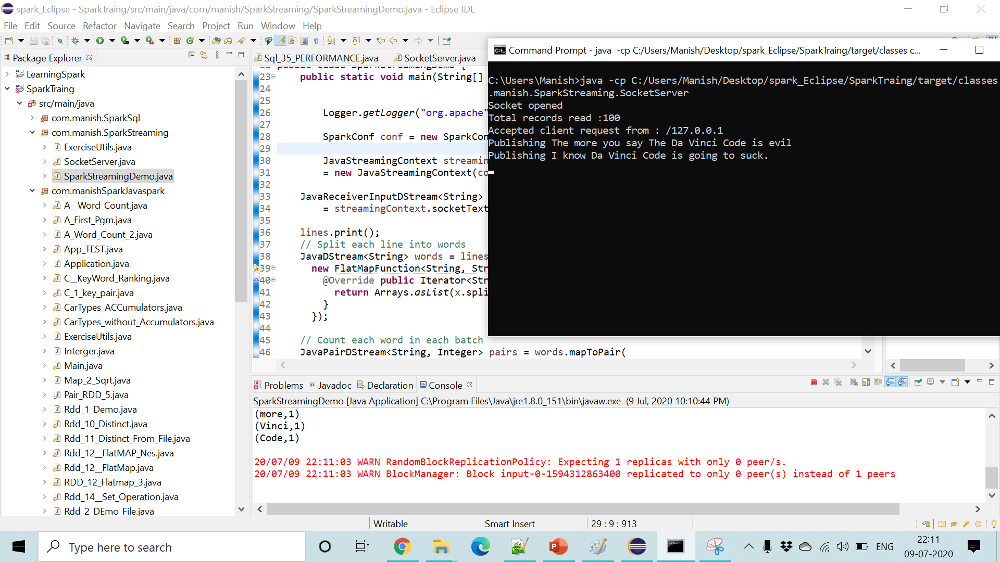 spark_Eclipse - SparkTraing/src/main/java/com/manish/SparkStreaming/SparkStreamingDemo.java - Eclipse IDE
File Edit Source Refactor Navigate Search Project Run Window Help
Package Explorer
LearningSpark
SparkTraing
src/main/java
com.manish.SparkSql
com.manish.SparkStreaming
ExerciseUtils.java
SocketServer.java
SparkStreamingDemo.java
com.manishSparkJavaspark
A__Word_Count.java
A_First_Pgm.java
A_Word_Count_2.java
App_TEST.java
Application.java
C__KeyWord_Ranking.java
C_1_key_pair.java
CarTypes_ACCumulators.java
CarTypes_without_Accumulators.java
ExerciseUtils.java
Interger.java
Main.java
Map_2_Sqrt.java
Pair_RDD_5.java
Rdd_1_Demo.java
Rdd_10_Distinct.java
Rdd_11_Distinct_From_File.java
Rdd_12__FlatMAP_Nes.java
Rdd_12__FlatMap.java
RDD_12_Flatmap_3.java
Rdd_14__Set_Operation.java
Rdd_2_DEmo_File.java
Sql_35_PERFORMANCE.java SocketServer.java
22 public class SparkStreamingDemo {
23 public static void main(String[]
24
25
26 Logger.getLogger("org.apache"
27
28 SparkConf conf = new SparkCon
29
30 JavaStreamingContext streamin
31 = new JavaStreamingContext(co
32
33 JavaReceiverInputDStream<String>
34 = streamingContext.socketText
35
36 lines.print();
37 // Split each line into words
38 JavaDStream<String> words = lines
39 new FlatMapFunction<String, Str
40 @Override public Iterator<Str
41 return Arrays.asList(x.spli
42 }
43 });
44
45 // Count each word in each batch
46 JavaPairDStream<String, Integer> pairs = words.mapToPair(
Command Prompt - java -cp C:/Users/Manish/Desktop/spark_Eclipse/SparkTraing/target/classes c...
C:\Users\Manish>java -cp C:/Users/Manish/Desktop/spark_Eclipse/SparkTraing/target/classes
.manish.SparkStreaming.SocketServer
Socket opened
Total records read :100
Accepted client request from : /127.0.0.1
Publishing The more you say The Da Vinci Code is evil
Publishing I know Da Vinci Code is going to suck.
Problems Javadoc Declaration Console
SparkStreamingDemo [Java Application] C:\Program Files\Java\jre1.8.0_151\bin\javaw.exe (9 Jul, 2020 10:10:44 PM)
(more,1)
(Vinci,1)
(Code,1)
20/07/09 22:11:03 WARN RandomBlockReplicationPolicy: Expecting 1 replicas with only 0 peer/s.
20/07/09 22:11:03 WARN BlockManager: Block input-0-1594312863400 replicated to only 0 peer(s) instead of 1 peers
Writable Smart Insert 29 : 9 : 913
Type here to search
ENG
22:11
09-07-2020